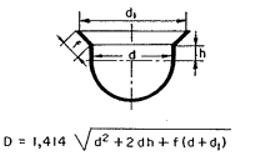 d₁
f
d
h
D = 1,414 √d² + 2 dh + f (d + d₁)